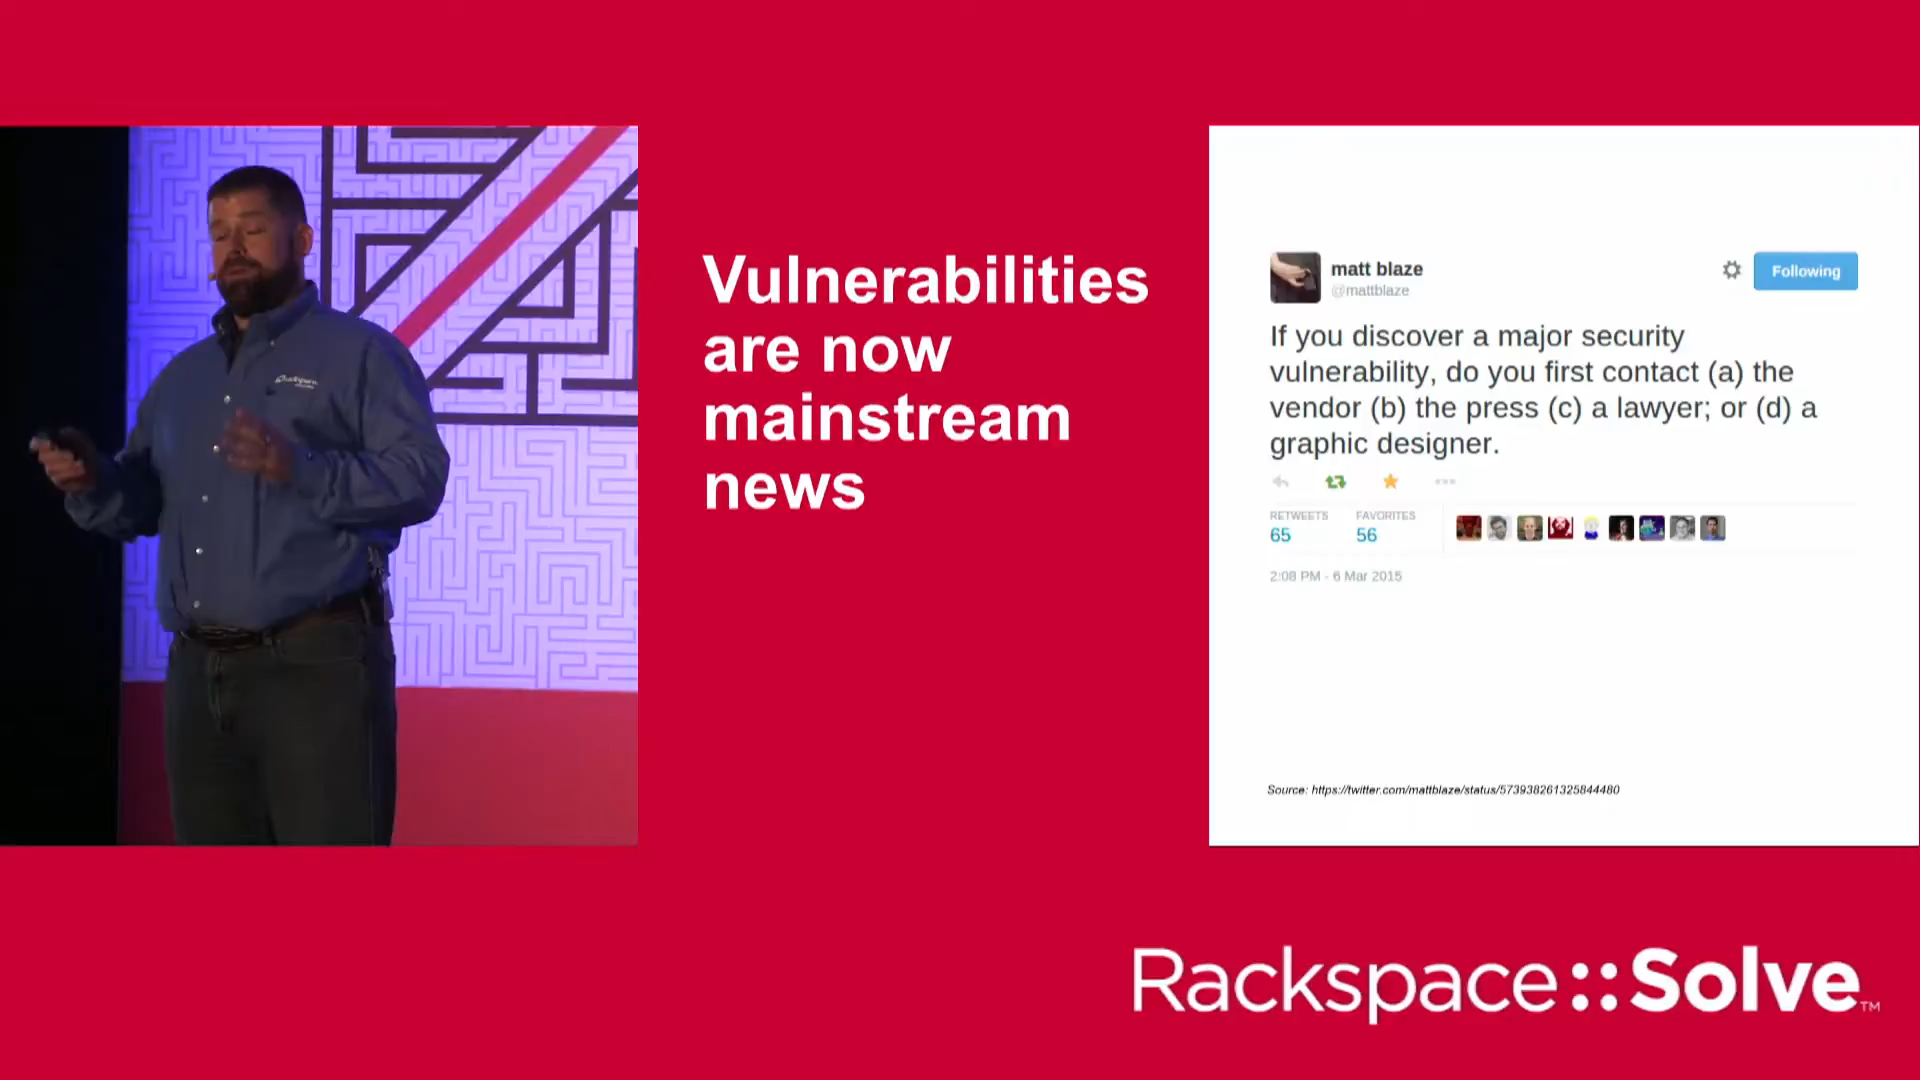 Vulnerabilities
are now
mainstream
news
matt blaze
@mattblaze
Following
If you discover a major security
vulnerability, do you first contact (a) the
vendor (b) the press (c) a lawyer; or (d) a
graphic designer.
RETWEETS FAVORITES
65 56
2:08 PM - 6 Mar 2015
Source: https://twitter.com/mattblaze/status/573938261325844480
Rackspace::Solve™